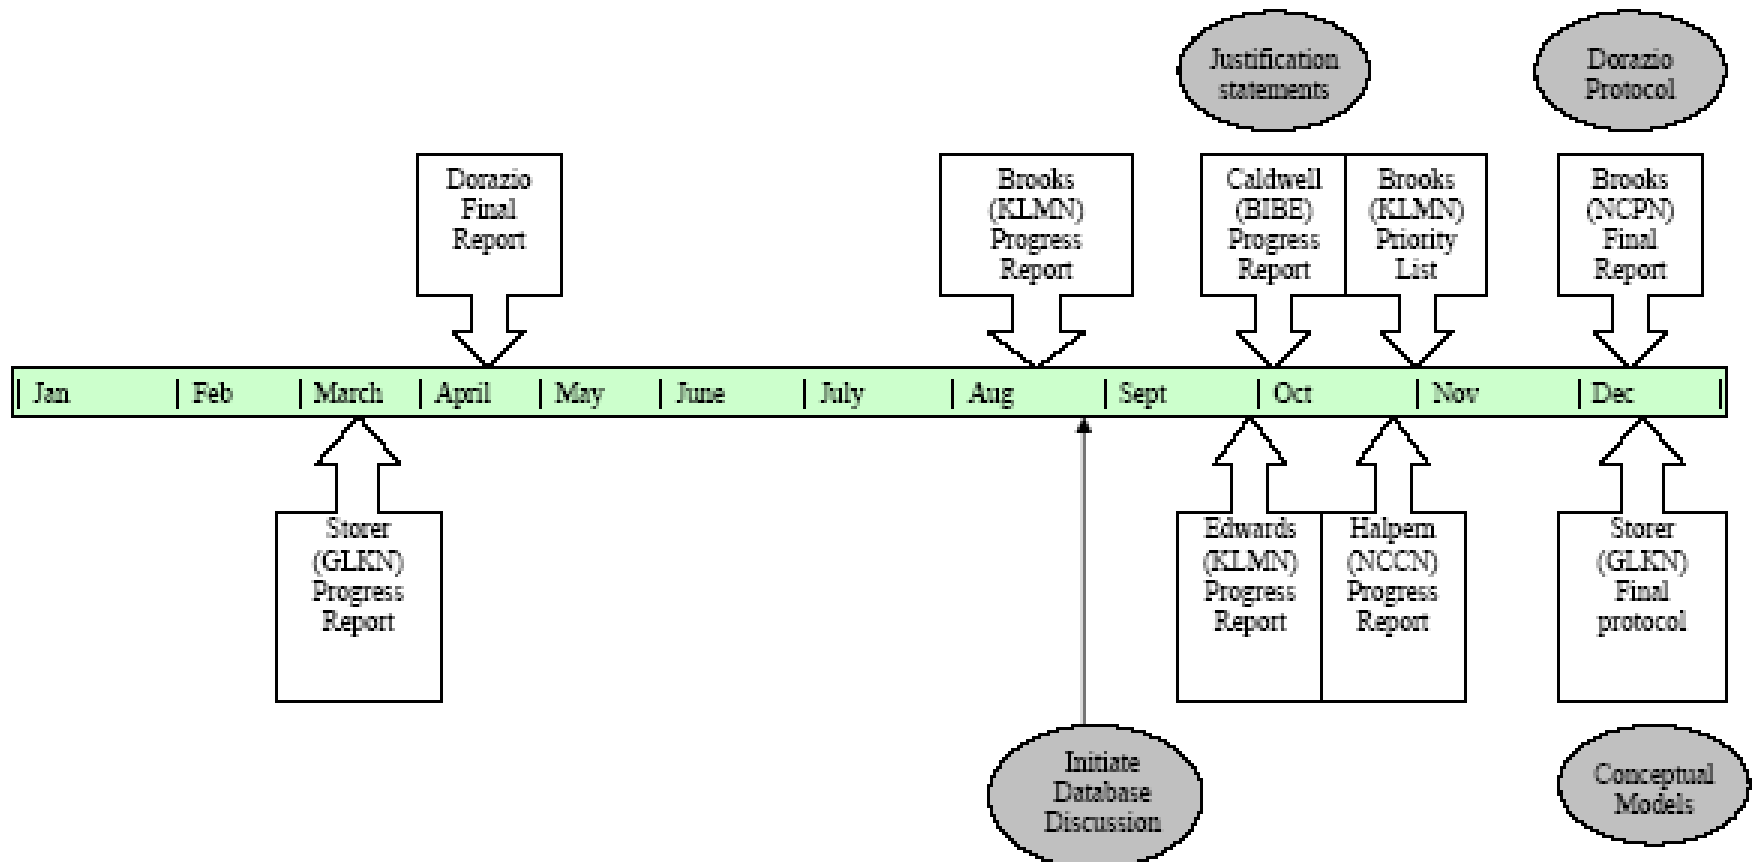 Justification
statements
Dorazio
Protocol
Dorazio
Final
Report
Brooks
(KLMN)
Progress
Report
Caldwell
(BIBE)
Progress
Report
Brooks
(KLMN)
Priority
List
Brooks
(NCPN)
Final
Report
Jan
Feb
March
April
May
June
July
Aug
Sept
Oct
Nov
Dec
Storer
(GLKN)
Progress
Report
Edwards
(KLMN)
Progress
Report
Halpern
(NCCN)
Progress
Report
Storer
(GLKN)
Final
protocol
Initiate
Database
Discussion
Conceptual
Models